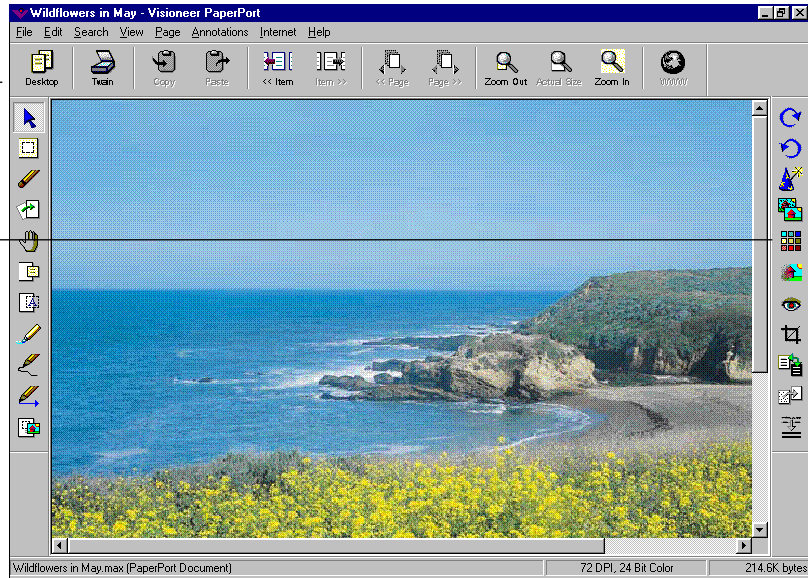 Wildflowers in May - Visioneer PaperPort
File Edit Search View Page Annotations Internet Help
Desktop Twain Copy Paste << Item Item >> << Page Page >> Zoom Out Actual Size Zoom In WWW
Wildflowers in May.max (PaperPort Document) 72 DPI, 24 Bit Color 214.6K bytes